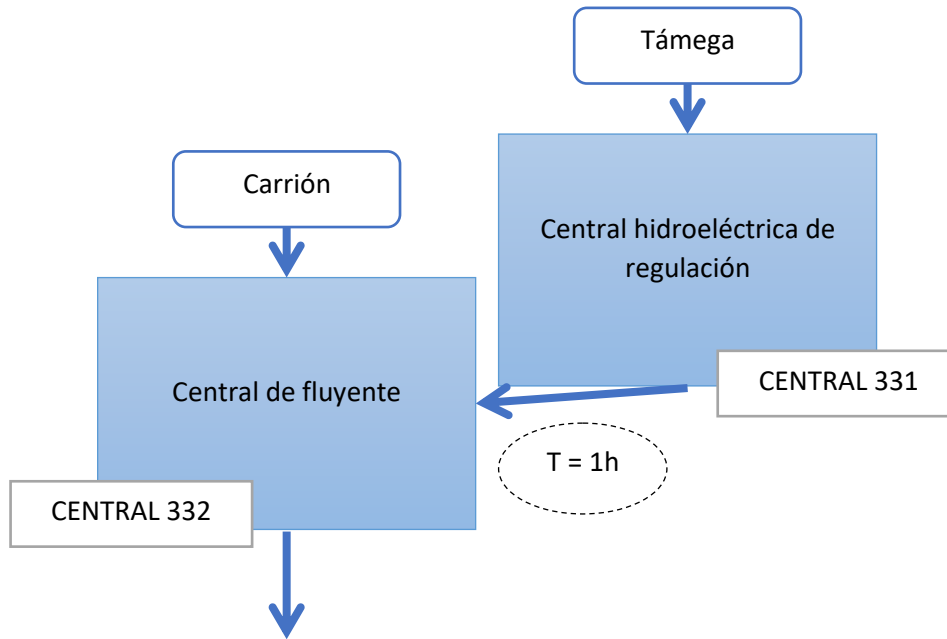 Támega
Carrión
Central hidroeléctrica de
regulación
CENTRAL 331
Central de fluyente
T = 1h
CENTRAL 332